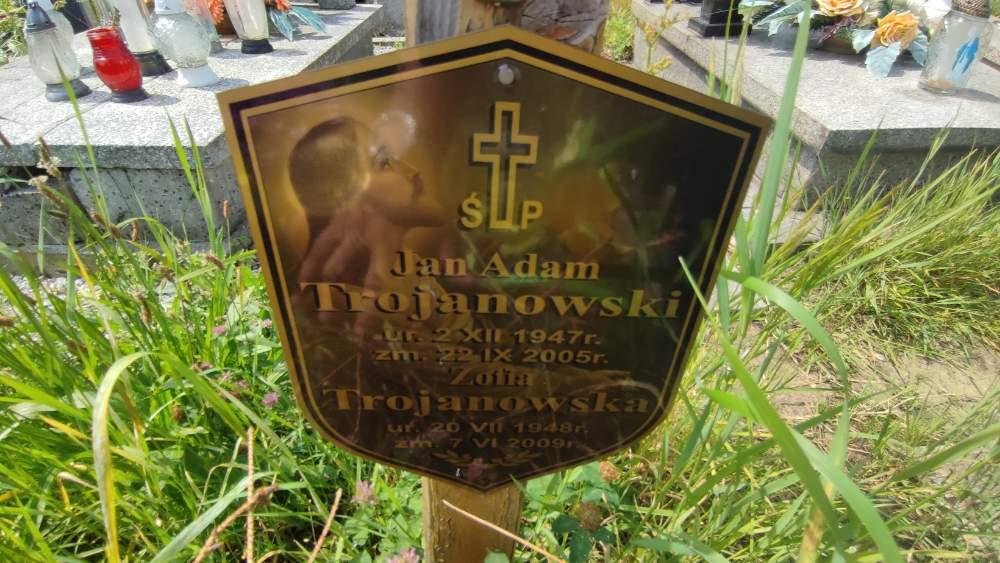 Ś P
Jan Adam
Trojanowski
ur. 2 XII 1947r.
zm. 22 IX 2005r.
Zofia
Trojanowska
ur. 20 VII 1948r.
zm. 7 VI 2009r.